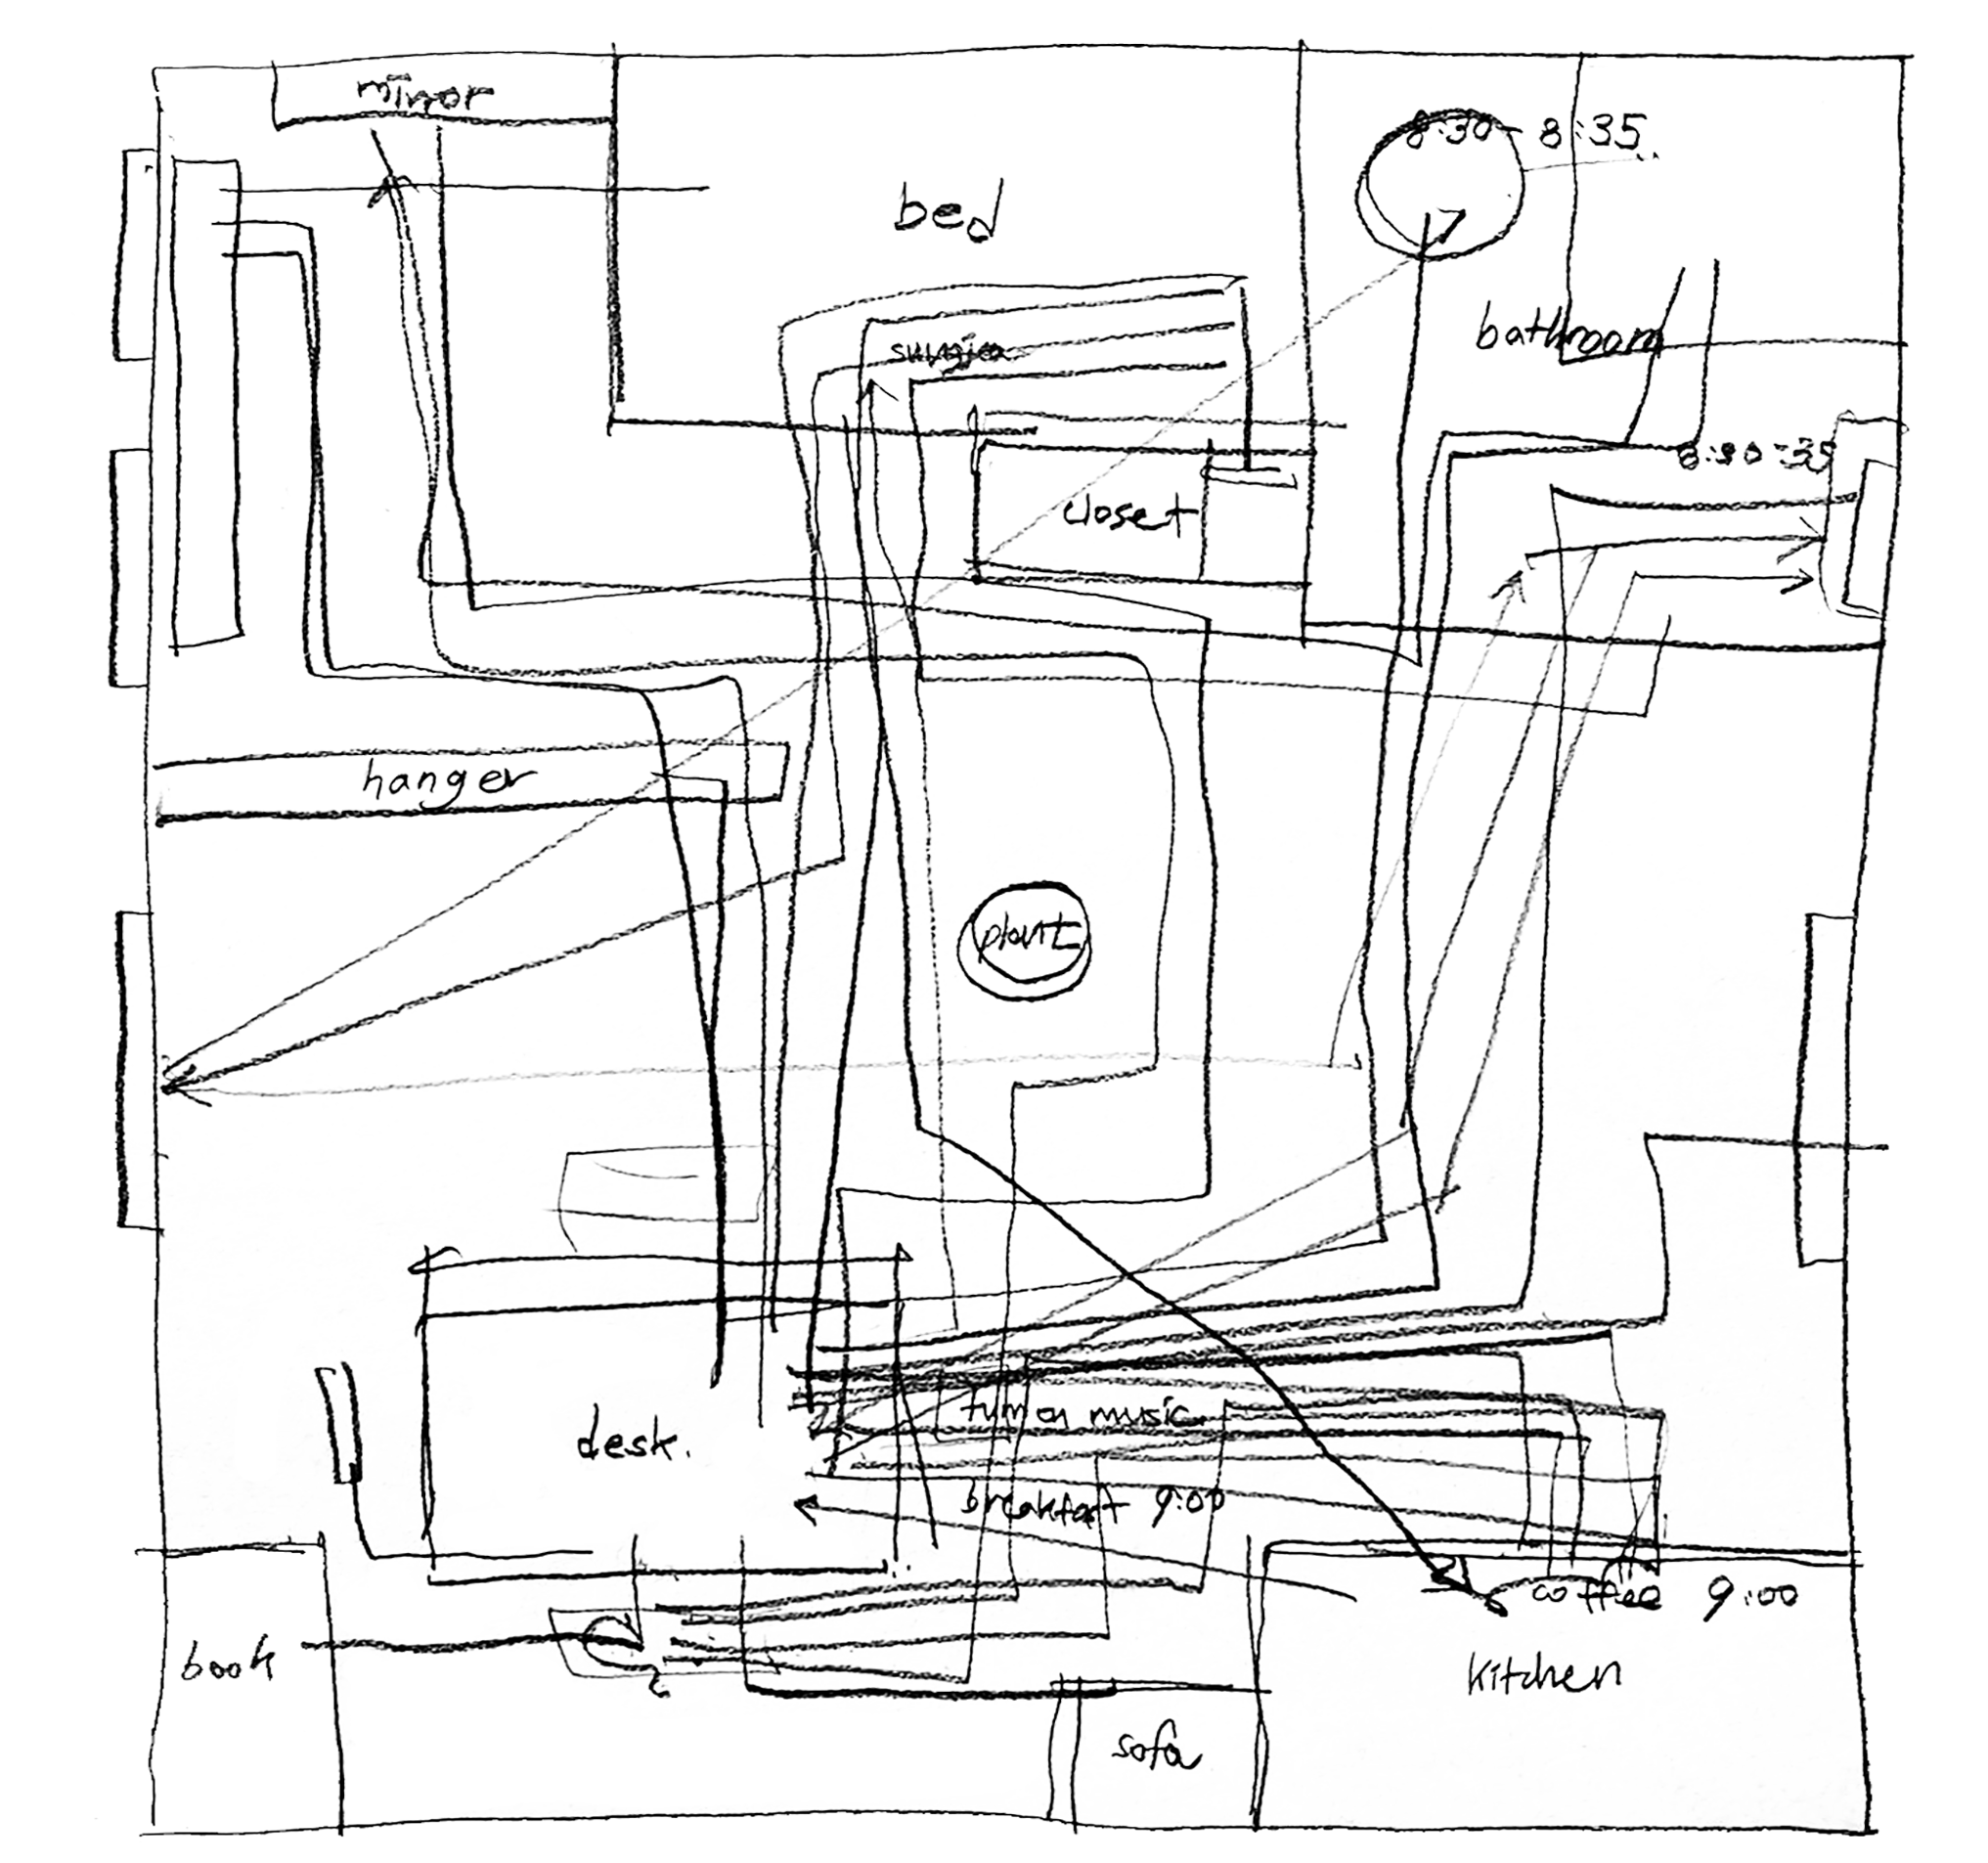 mirror
8:30- 8:35
bed
bathroom
8:30-35
closet
hanger
plant
turn on music
desk.
breakfast 9:00
coffee 9:00
book
kitchen
sofa